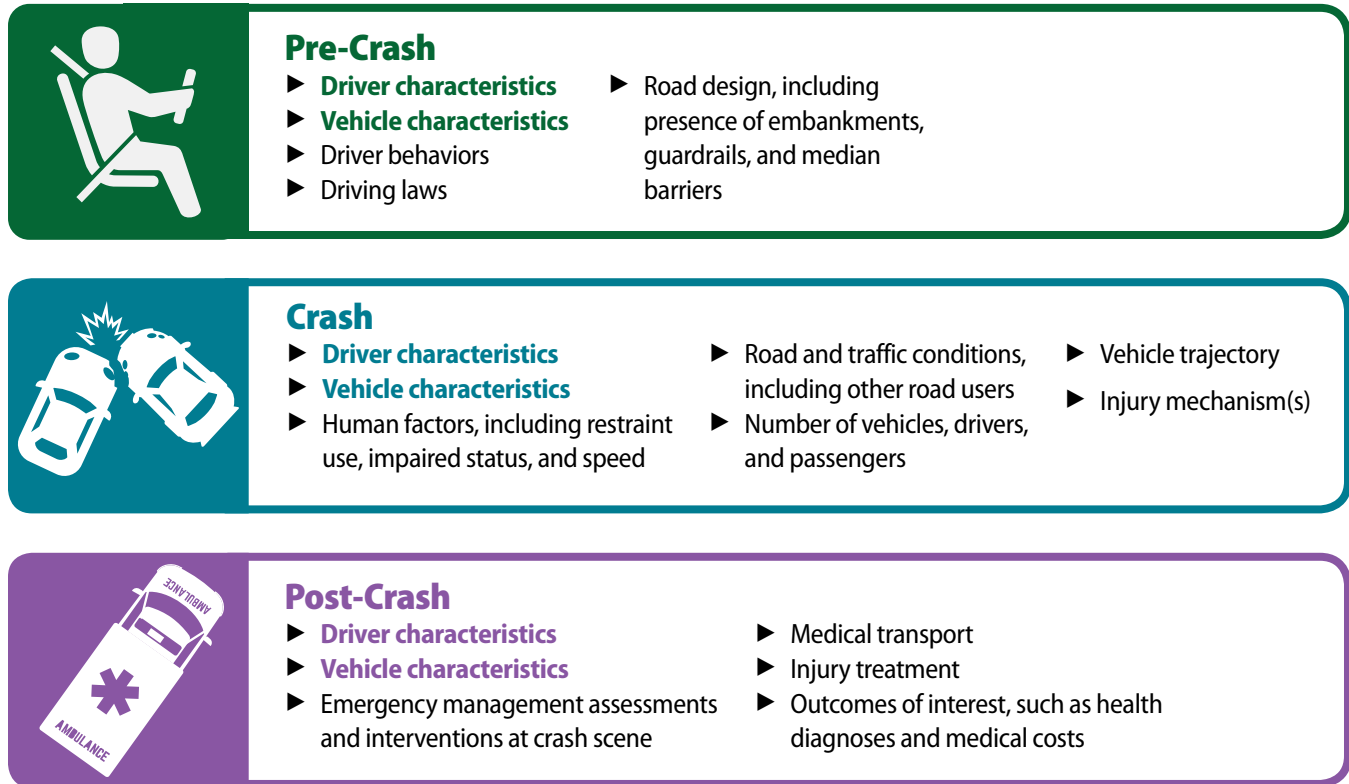 Pre-Crash
► Driver characteristics
► Vehicle characteristics
► Driver behaviors
► Driving laws
► Road design, including
presence of embankments,
guardrails, and median
barriers
Crash
► Driver characteristics
► Vehicle characteristics
► Human factors, including restraint
use, impaired status, and speed
► Road and traffic conditions,
including other road users
► Number of vehicles, drivers,
and passengers
► Vehicle trajectory
► Injury mechanism(s)
AMBULANCE
AMBULANCE
Post-Crash
► Driver characteristics
► Vehicle characteristics
► Emergency management assessments
and interventions at crash scene
► Medical transport
► Injury treatment
► Outcomes of interest, such as health
diagnoses and medical costs